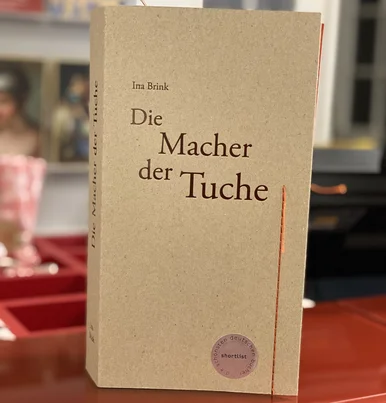 Ina Brink
Die
Macher
der Tuche
Die Macher der Tuche
shortlist